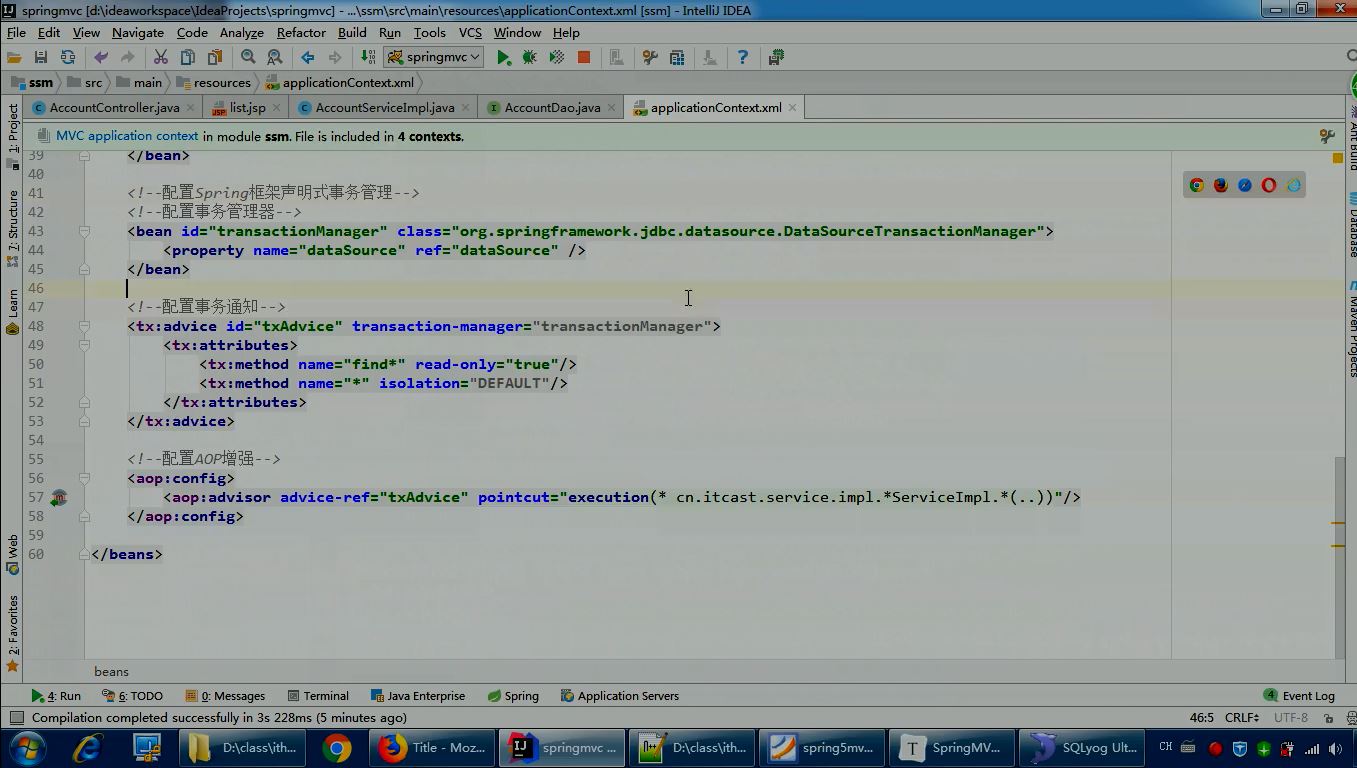 springmvc [d:\ideaworkspace\IdeaProjects\springmvc] - ...\ssm\src\main\resources\applicationContext.xml [ssm] - IntelliJ IDEA
File Edit View Navigate Code Analyze Refactor Build Run Tools VCS Window Help
springmvc
ssm src main resources applicationContext.xml
AccountController.java list.jsp AccountServiceImpl.java AccountDao.java applicationContext.xml
MVC application context in module ssm. File is included in 4 contexts.
39 </bean>
40
41 <!--配置Spring框架声明式事务管理-->
42 <!--配置事务管理器-->
43 <bean id="transactionManager" class="org.springframework.jdbc.datasource.DataSourceTransactionManager">
44 <property name="dataSource" ref="dataSource" />
45 </bean>
46
47 <!--配置事务通知-->
48 <tx:advice id="txAdvice" transaction-manager="transactionManager">
49 <tx:attributes>
50 <tx:method name="find*" read-only="true"/>
51 <tx:method name="*" isolation="DEFAULT"/>
52 </tx:attributes>
53 </tx:advice>
54
55 <!--配置AOP增强-->
56 <aop:config>
57 <aop:advisor advice-ref="txAdvice" pointcut="execution(* cn.itcast.service.impl.*ServiceImpl.*(..))"/>
58 </aop:config>
59
60 </beans>
beans
1: Project
7: Structure
Learn
Web
2: Favorites
Ant Build
Database
Maven Projects
4: Run 6: TODO 0: Messages Terminal Java Enterprise Spring Application Servers 4 Event Log
Compilation completed successfully in 3s 228ms (5 minutes ago) 46:5 CRLF UTF-8
D:\class\ith... Title - Moz... springmvc ... D:\class\ith... spring5mv... SpringMV... SQLyog Ult... CH